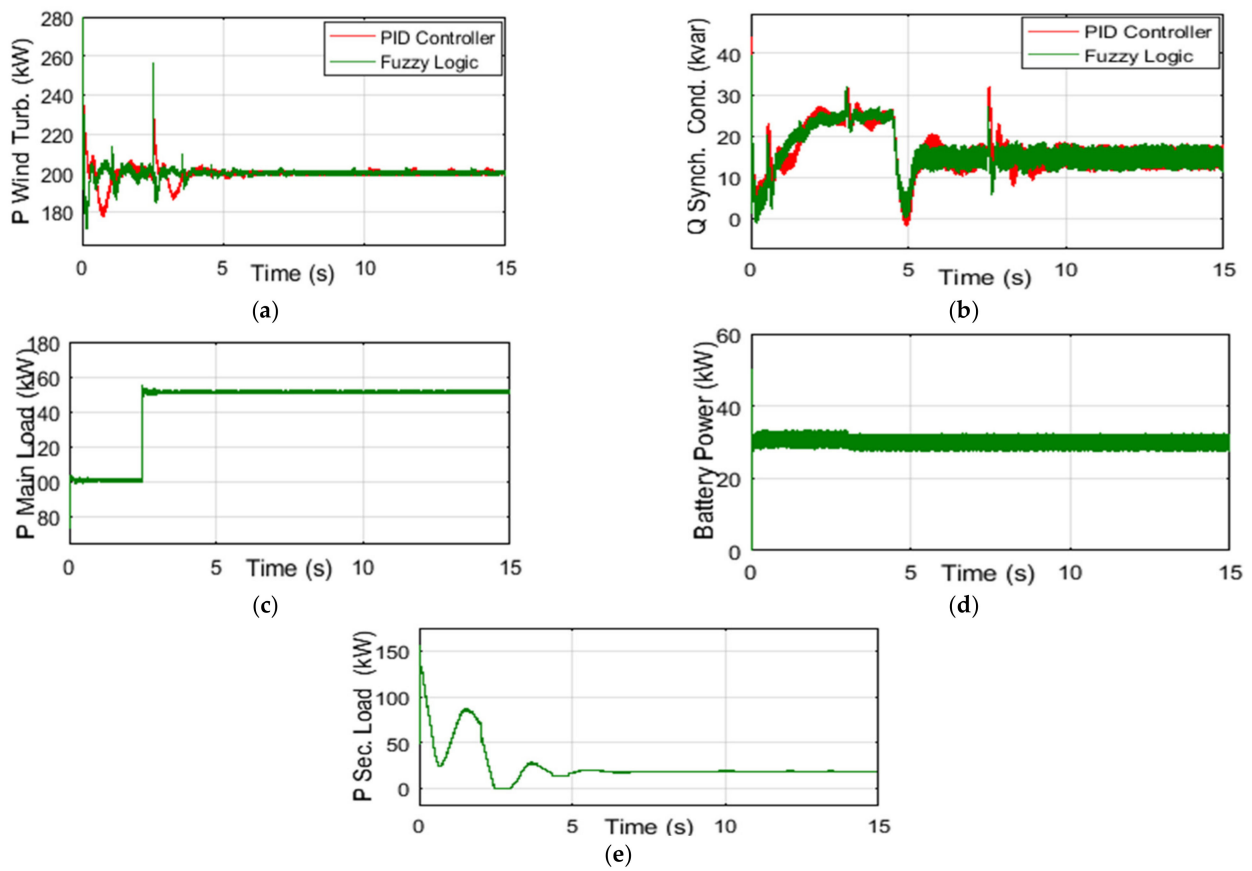 P Wind Turb. (kW)
280
260
240
220
200
180
PID Controller
Fuzzy Logic
0
5
10
15
Time (s)
(a)
Q Synch. Cond. (kvar)
40
30
20
10
0
PID Controller
Fuzzy Logic
0
5
10
15
Time (s)
(b)
P Main Load (kW)
180
160
140
120
100
80
0
5
10
15
Time (s)
(c)
Battery Power (kW)
60
40
20
0
0
5
10
15
Time (s)
(d)
P Sec. Load (kW)
150
100
50
0
0
5
10
15
Time (s)
(e)